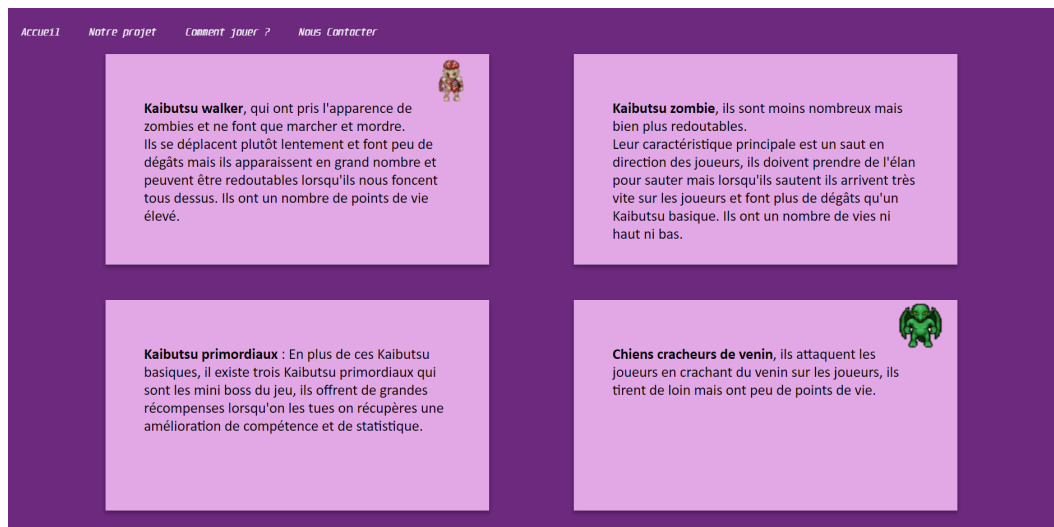 Accueil Notre projet Comment jouer ? Nous Contacter
Kaibutsu walker, qui ont pris l'apparence de
zombies et ne font que marcher et mordre.
Ils se déplacent plutôt lentement et font peu de
dégâts mais ils apparaissent en grand nombre et
peuvent être redoutables lorsqu'ils nous foncent
tous dessus. Ils ont un nombre de points de vie
élevé.
Kaibutsu zombie, ils sont moins nombreux mais
bien plus redoutables.
Leur caractéristique principale est un saut en
direction des joueurs, ils doivent prendre de l'élan
pour sauter mais lorsqu'ils sautent ils arrivent très
vite sur les joueurs et font plus de dégâts qu'un
Kaibutsu basique. Ils ont un nombre de vies ni
haut ni bas.
Kaibutsu primordiaux : En plus de ces Kaibutsu
basiques, il existe trois Kaibutsu primordiaux qui
sont les mini boss du jeu, ils offrent de grandes
récompenses lorsqu'on les tues on récupères une
amélioration de compétence et de statistique.
Chiens cracheurs de venin, ils attaquent les
joueurs en crachant du venin sur les joueurs, ils
tirent de loin mais ont peu de points de vie.